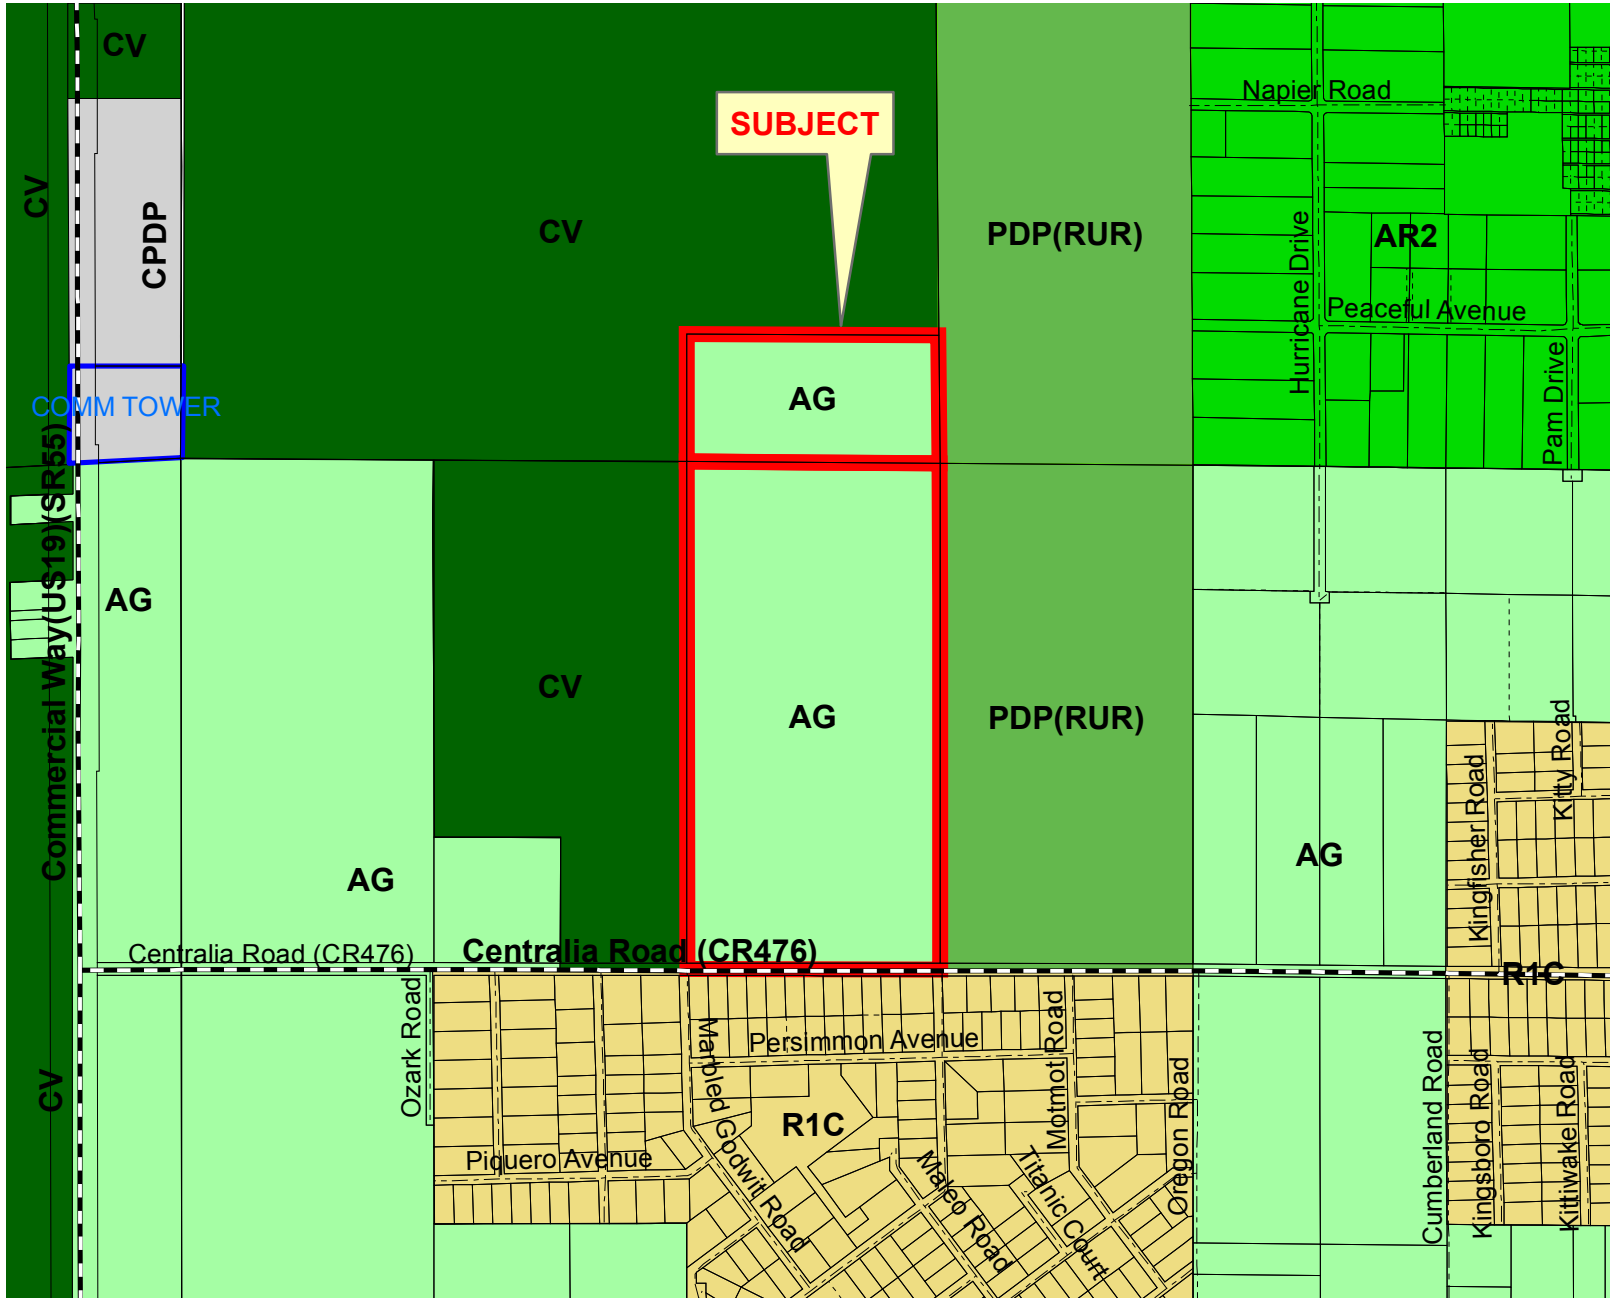 CV
SUBJECT
Napier Road
CV
CPDP
CV
PDP(RUR)
Hurricane Drive
AR2
Peaceful Avenue
Pam Drive
COMM TOWER
AG
Commercial Way(US19)(SR55)
AG
CV
AG
PDP(RUR)
Kingfisher Road
Kitty Road
AG
AG
Centralia Road (CR476)
Centralia Road (CR476)
R1C
Ozark Road
Marbled Godwit Road
Persimmon Avenue
Motmot Road
Oregon Road
Cumberland Road
Kingsboro Road
Kittiwake Road
CV
R1C
Piquero Avenue
Maleo Road
Titanic Court